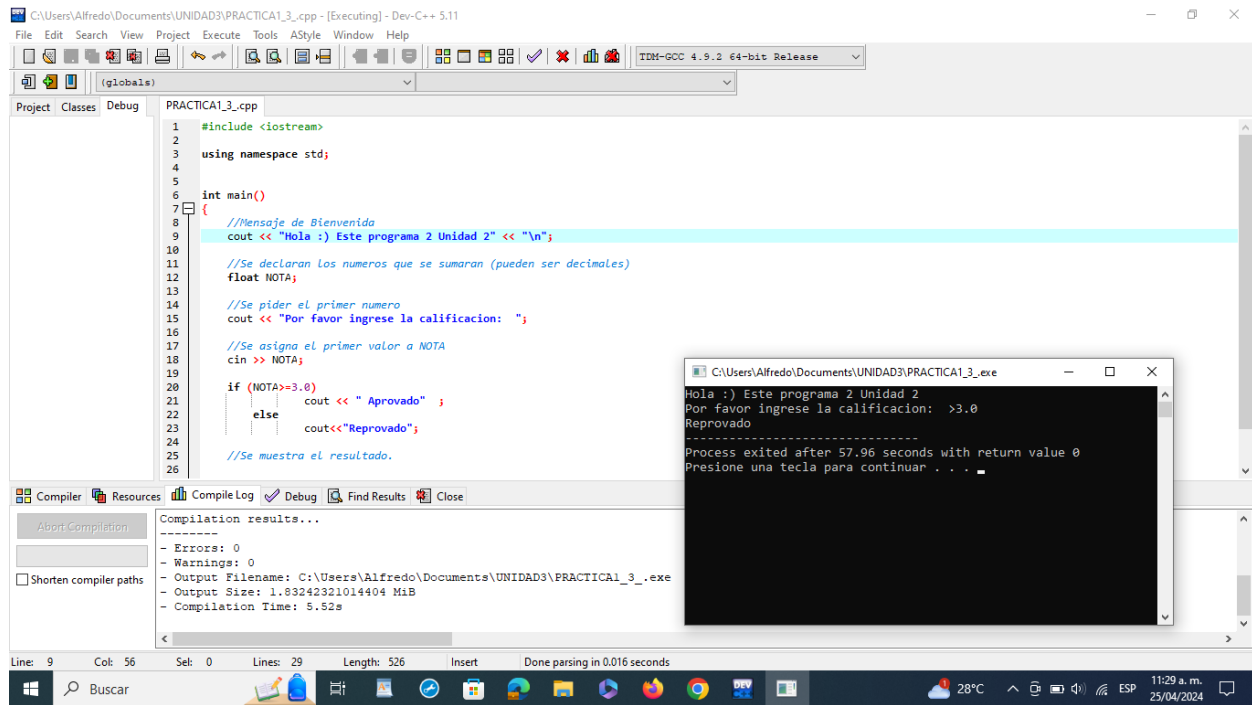 C:\Users\Alfredo\Documents\UNIDAD3\PRACTICA1_3_.cpp - [Executing] - Dev-C++ 5.11
File Edit Search View Project Execute Tools AStyle Window Help
TDM-GCC 4.9.2 64-bit Release
(globals)
Project Classes Debug PRACTICA1_3_.cpp
1 #include <iostream>
2
3 using namespace std;
4
5
6 int main()
7 {
8 //Mensaje de Bienvenida
9 cout << "Hola :) Este programa 2 Unidad 2" << "\n";
10
11 //Se declaran los numeros que se sumaran (pueden ser decimales)
12 float NOTA;
13
14 //Se pider el primer numero
15 cout << "Por favor ingrese la calificacion:  ";
16
17 //Se asigna el primer valor a NOTA
18 cin >> NOTA;
19
20 if (NOTA>=3.0)
21 cout << " Aprovado"  ;
22 else
23 cout<<"Reprovado";
24
25 //Se muestra el resultado.
26
C:\Users\Alfredo\Documents\UNIDAD3\PRACTICA1_3_.exe
Hola :) Este programa 2 Unidad 2
Por favor ingrese la calificacion:  >3.0
Reprovado
--------------------------------
Process exited after 57.96 seconds with return value 0
Presione una tecla para continuar . . .
Compiler Resources Compile Log Debug Find Results Close
Abort Compilation
Shorten compiler paths
Compilation results...
--------
- Errors: 0
- Warnings: 0
- Output Filename: C:\Users\Alfredo\Documents\UNIDAD3\PRACTICA1_3_.exe
- Output Size: 1.83242321014404 MiB
- Compilation Time: 5.52s
Line: 9 Col: 56 Sel: 0 Lines: 29 Length: 526 Insert Done parsing in 0.016 seconds
Buscar
DEV
1
28°C
ESP
11:29 a. m.
25/04/2024